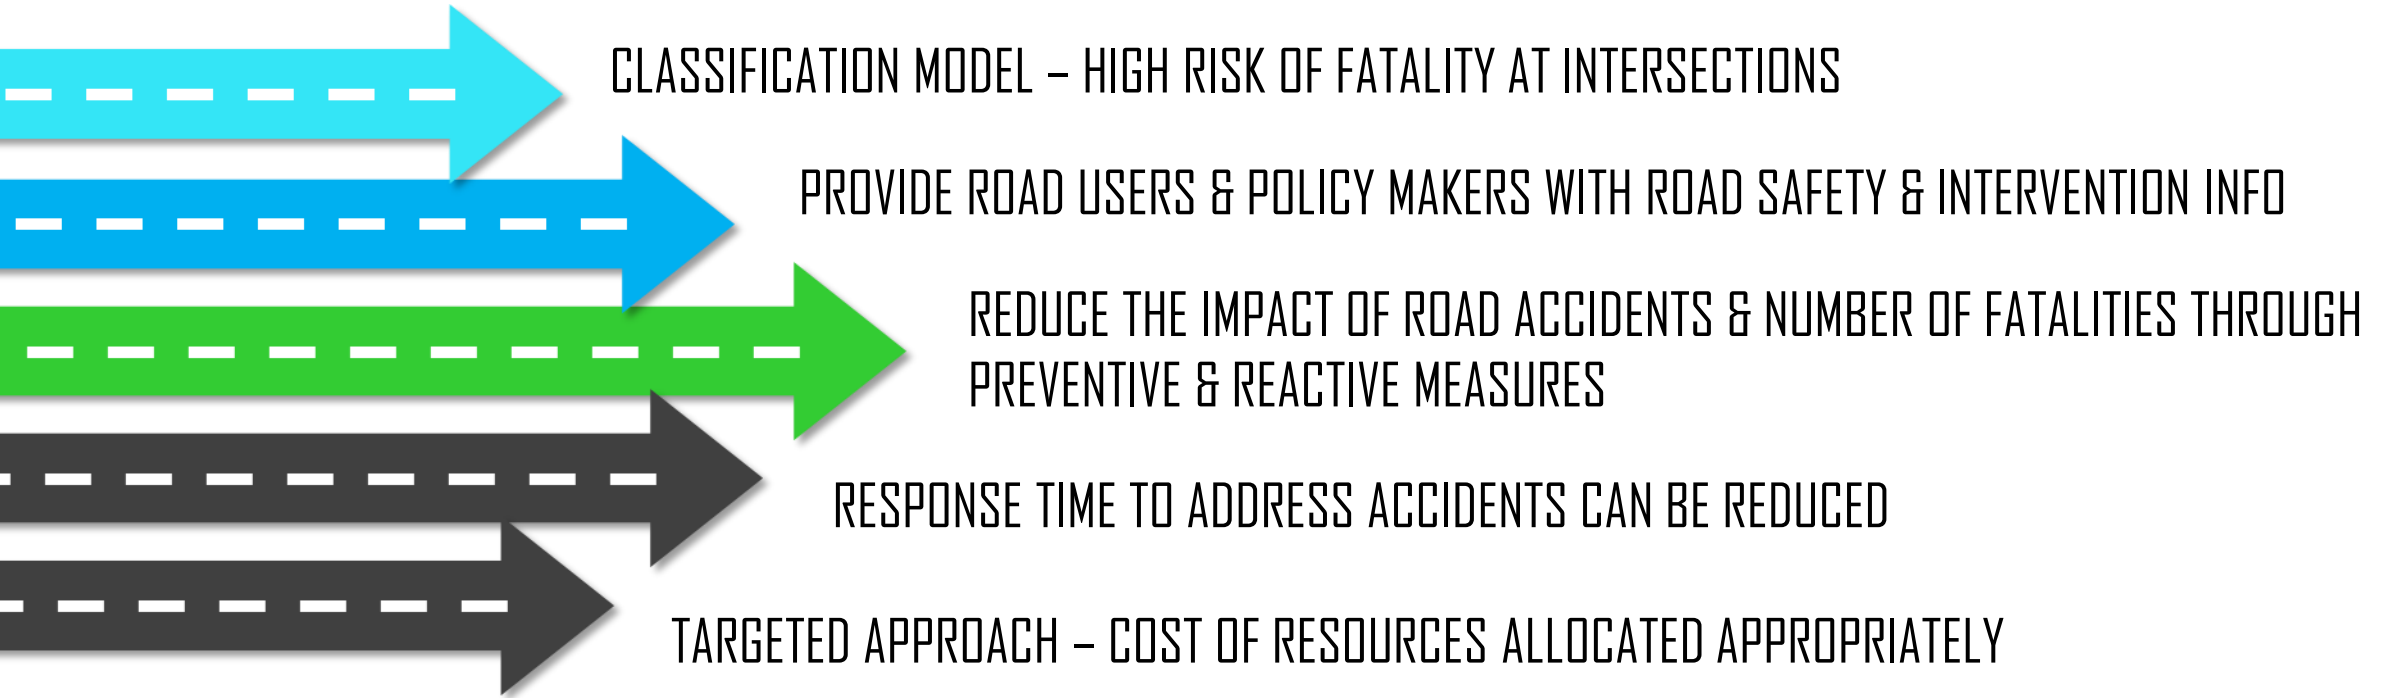 CLASSIFICATION MODEL – HIGH RISK OF FATALITY AT INTERSECTIONS
PROVIDE ROAD USERS & POLICY MAKERS WITH ROAD SAFETY & INTERVENTION INFO
REDUCE THE IMPACT OF ROAD ACCIDENTS & NUMBER OF FATALITIES THROUGH
PREVENTIVE & REACTIVE MEASURES
RESPONSE TIME TO ADDRESS ACCIDENTS CAN BE REDUCED
TARGETED APPROACH – COST OF RESOURCES ALLOCATED APPROPRIATELY